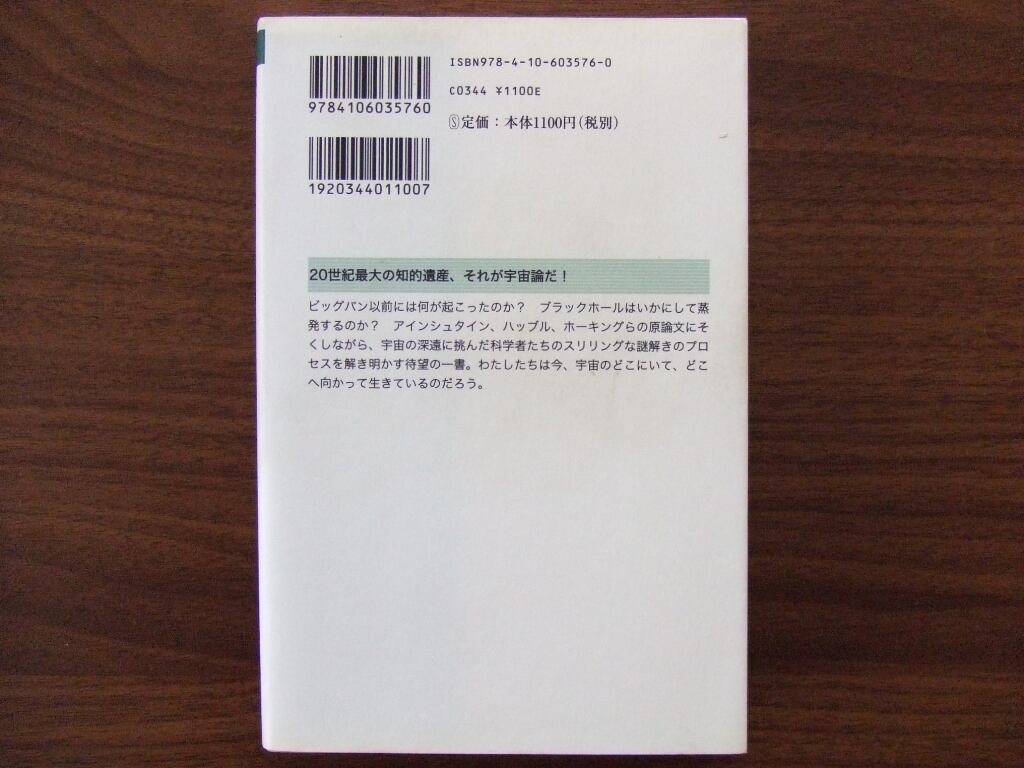 ISBN978-4-10-603576-0
9784106035760
C0344 ¥1100E
Ⓢ定価：本体1100円（税別）
1920344011007
20世紀最大の知的遺産、それが宇宙論だ！
ビッグバン以前には何が起こったのか？　ブラックホールはいかにして蒸
発するのか？　アインシュタイン、ハッブル、ホーキングらの原論文にそ
くしながら、宇宙の深遠に挑んだ科学者たちのスリリングな謎解きのプロ
セスを解き明かす待望の一書。わたしたちは今、宇宙のどこにいて、どこ
へ向かって生きているのだろう。